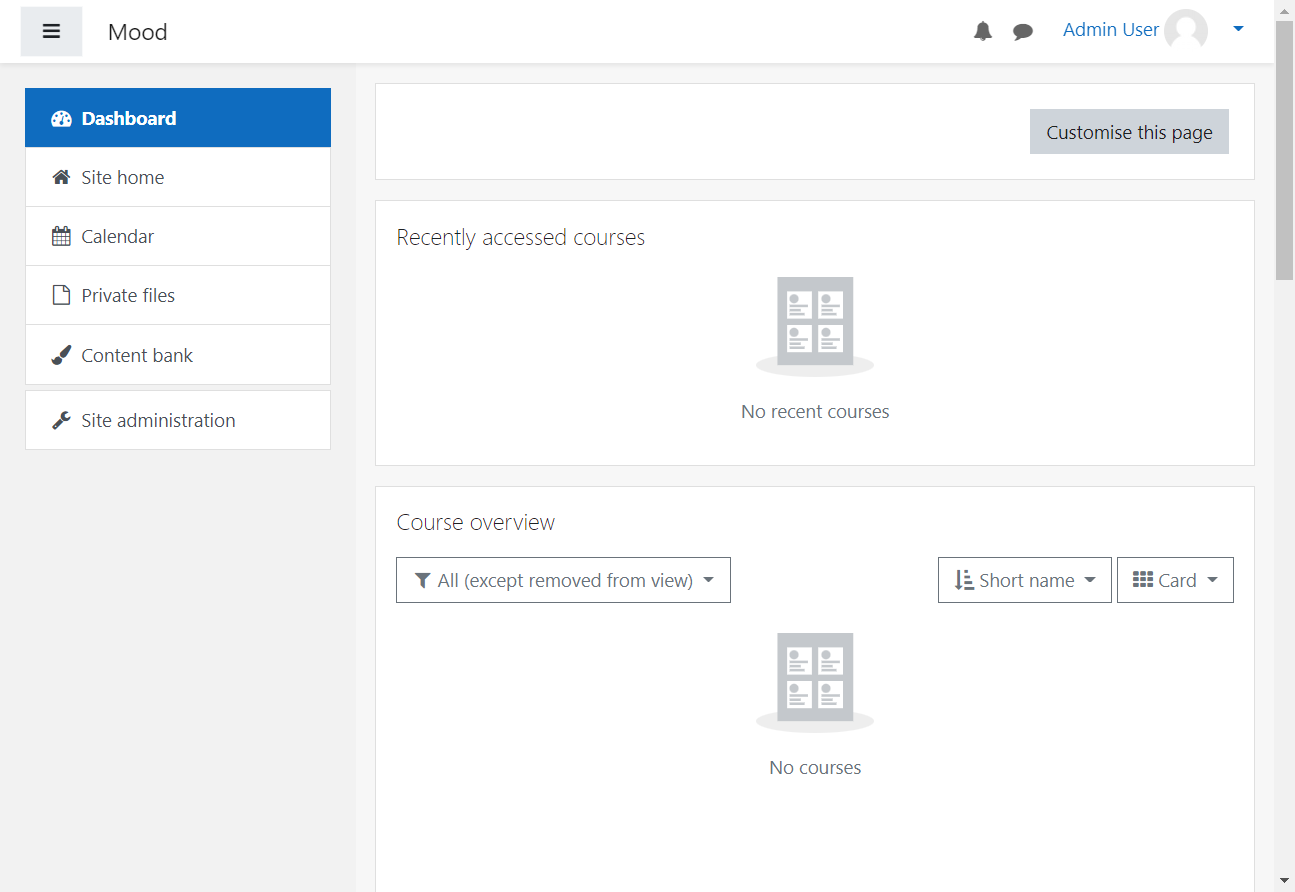 Mood
Admin User
Dashboard
Site home
Calendar
Private files
Content bank
Site administration
Customise this page
Recently accessed courses
No recent courses
Course overview
All (except removed from view)
Short name
Card
No courses